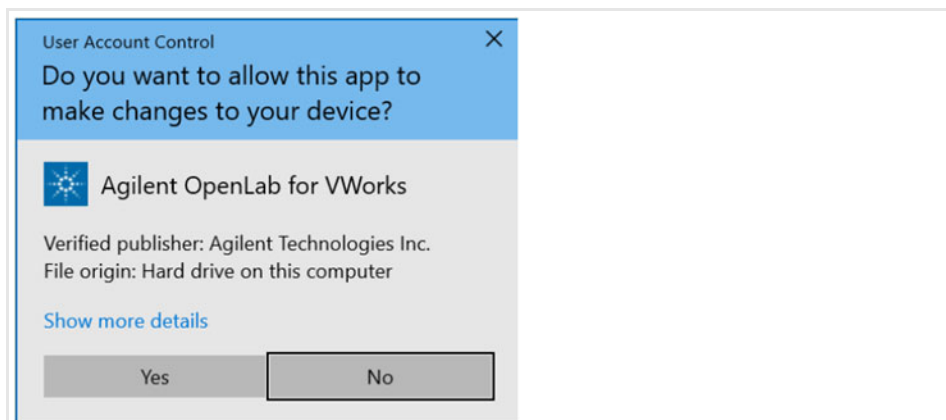 User Account Control
Do you want to allow this app to
make changes to your device?
Agilent OpenLab for VWorks
Verified publisher: Agilent Technologies Inc.
File origin: Hard drive on this computer
Show more details
Yes
No